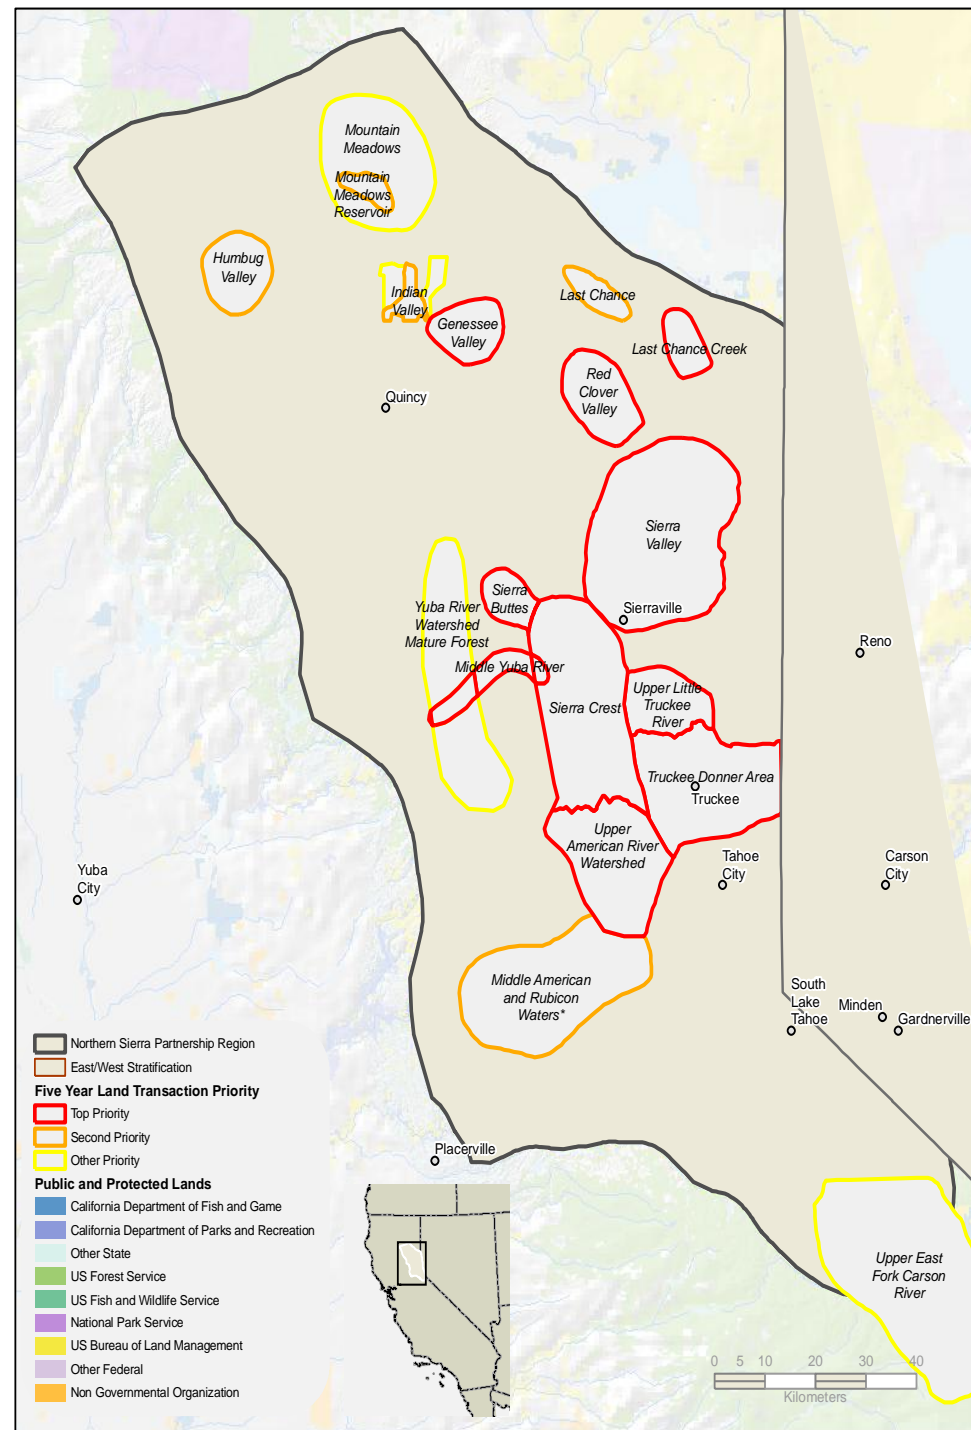 Mountain
Meadows
Mountain
Meadows
Reservoir
Humbug
Valley
Indian
Valley
Last Chance
Genessee
Valley
Last Chance Creek
Red
Clover
Valley
Quincy
Sierra
Valley
Sierra
Buttes
Yuba River
Watershed
Mature Forest
Sierraville
Reno
Middle Yuba River
Upper Little
Truckee
River
Sierra Crest
Truckee Donner Area
Truckee
Upper
American River
Watershed
Tahoe
City
Carson
City
Yuba
City
Middle American
and Rubicon
Waters*
South
Lake
Tahoe
Minden
Gardnerville
Placerville
Upper East
Fork Carson
River
Northern Sierra Partnership Region
East/West Stratification
Five Year Land Transaction Priority
Top Priority
Second Priority
Other Priority
Public and Protected Lands
California Department of Fish and Game
California Department of Parks and Recreation
Other State
US Forest Service
US Fish and Wildlife Service
National Park Service
US Bureau of Land Management
Other Federal
Non Governmental Organization
0 5 10 20 30 40
Kilometers